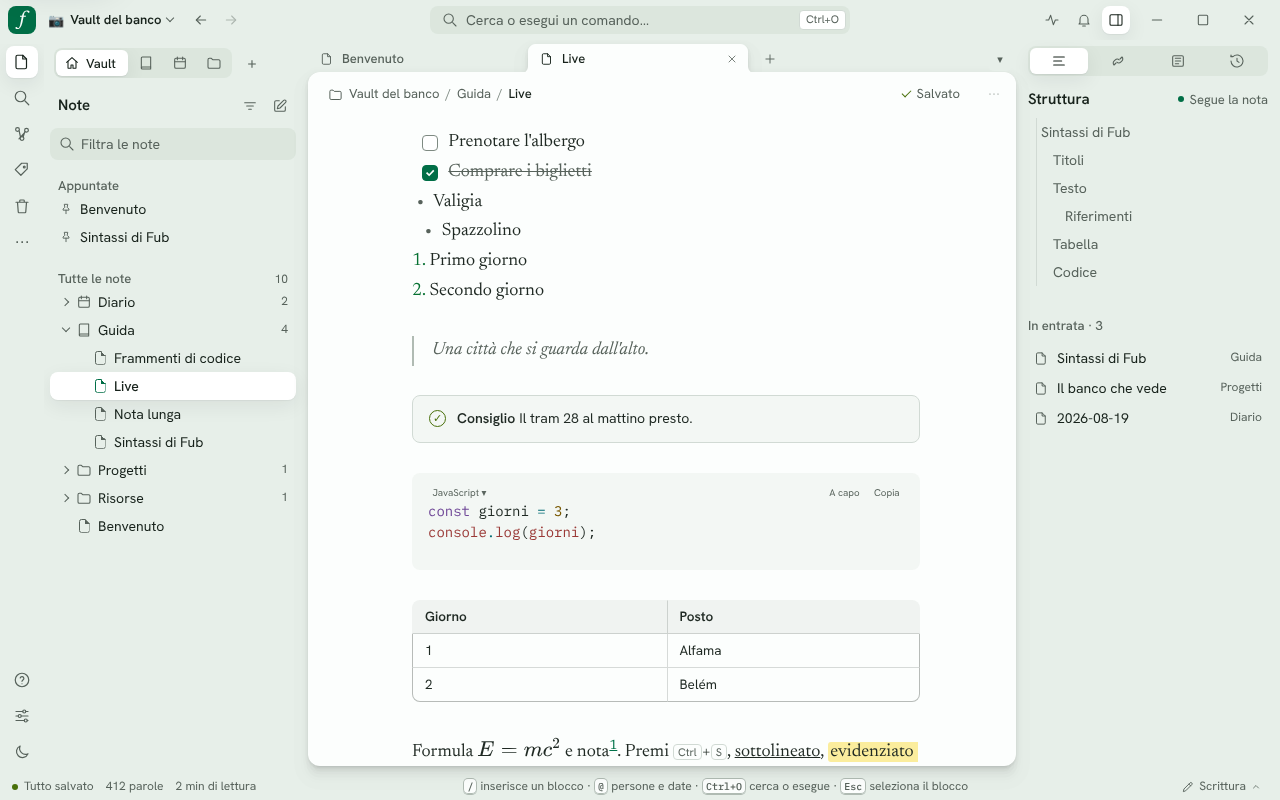 Vault del banco
Cerca o esegui un comando… Ctrl+O
Vault
Note
Filtra le note
Appuntate
Benvenuto
Sintassi di Fub
Tutte le note 10
Diario 2
Guida 4
Frammenti di codice
Live
Nota lunga
Sintassi di Fub
Progetti 1
Risorse 1
Benvenuto
Benvenuto
Live
Vault del banco / Guida / Live
Salvato
Prenotare l'albergo
Comprare i biglietti
• Valigia
• Spazzolino
1. Primo giorno
2. Secondo giorno
Una città che si guarda dall'alto.
Consiglio Il tram 28 al mattino presto.
JavaScript ▾ A capo Copia
const giorni = 3;
console.log(giorni);
Giorno Posto
1 Alfama
2 Belém
Formula E = mc² e nota¹. Premi Ctrl+S, sottolineato, evidenziato
Struttura
Segue la nota
Sintassi di Fub
Titoli
Testo
Riferimenti
Tabella
Codice
In entrata · 3
Sintassi di Fub Guida
Il banco che vede Progetti
2026-08-19 Diario
Tutto salvato 412 parole 2 min di lettura
/ inserisce un blocco · @ persone e date · Ctrl+O cerca o esegue · Esc seleziona il blocco
Scrittura